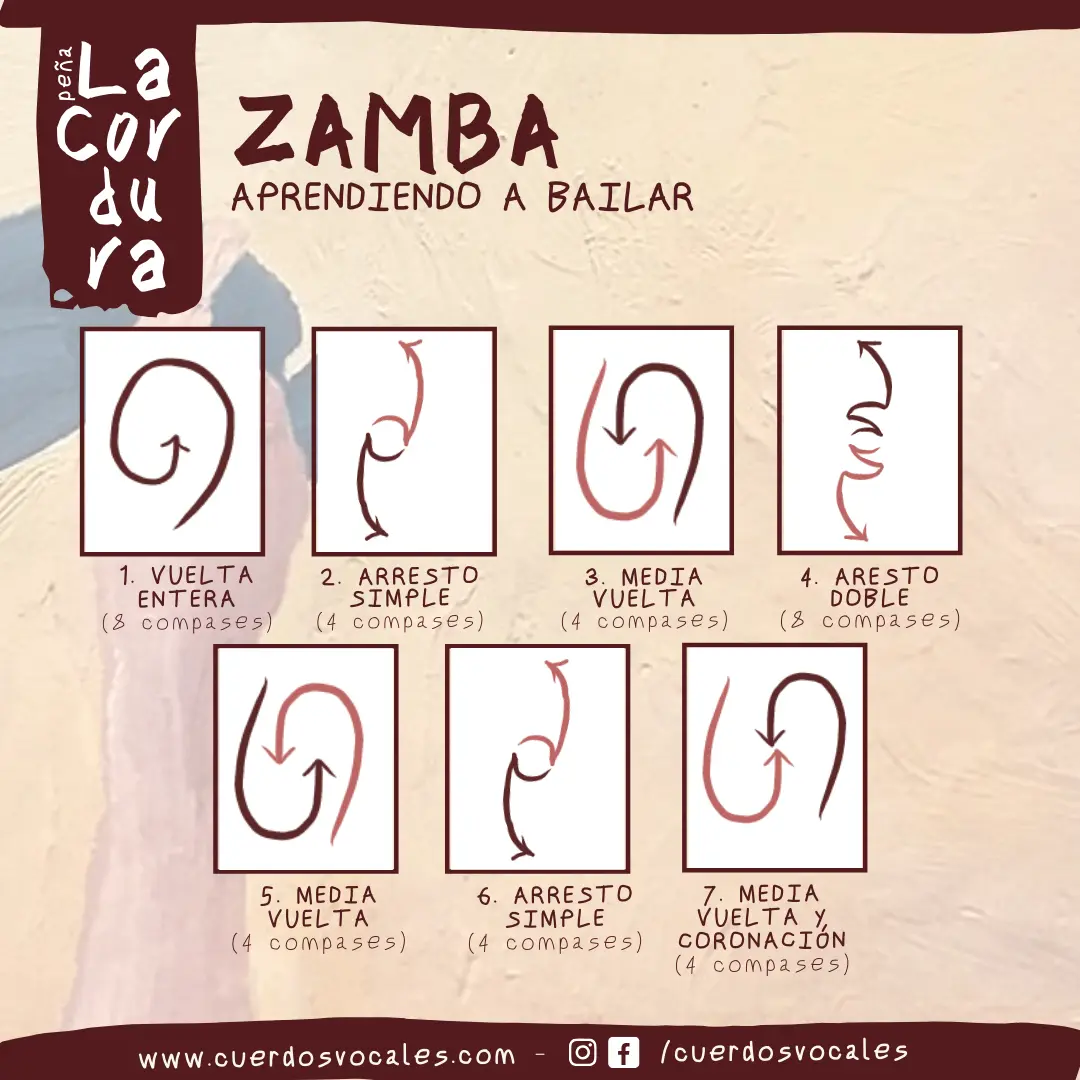 peña
La
Cor
du
ra
ZAMBA
APRENDIENDO A BAILAR
1. VUELTA
ENTERA
(8 compases)
2. ARRESTO
SIMPLE
(4 compases)
3. MEDIA
VUELTA
(4 compases)
4. ARESTO
DOBLE
(8 compases)
5. MEDIA
VUELTA
(4 compases)
6. ARRESTO
SIMPLE
(4 compases)
7. MEDIA
VUELTA Y
CORONACIÓN
(4 compases)
www.cuerdosvocales.com - /cuerdosvocales